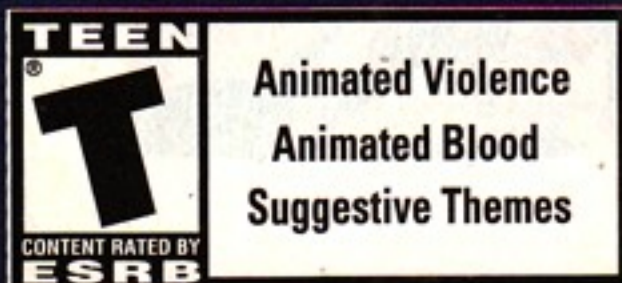 TEEN
®
T
CONTENT RATED BY
ESRB
Animated Violence
Animated Blood
Suggestive Themes